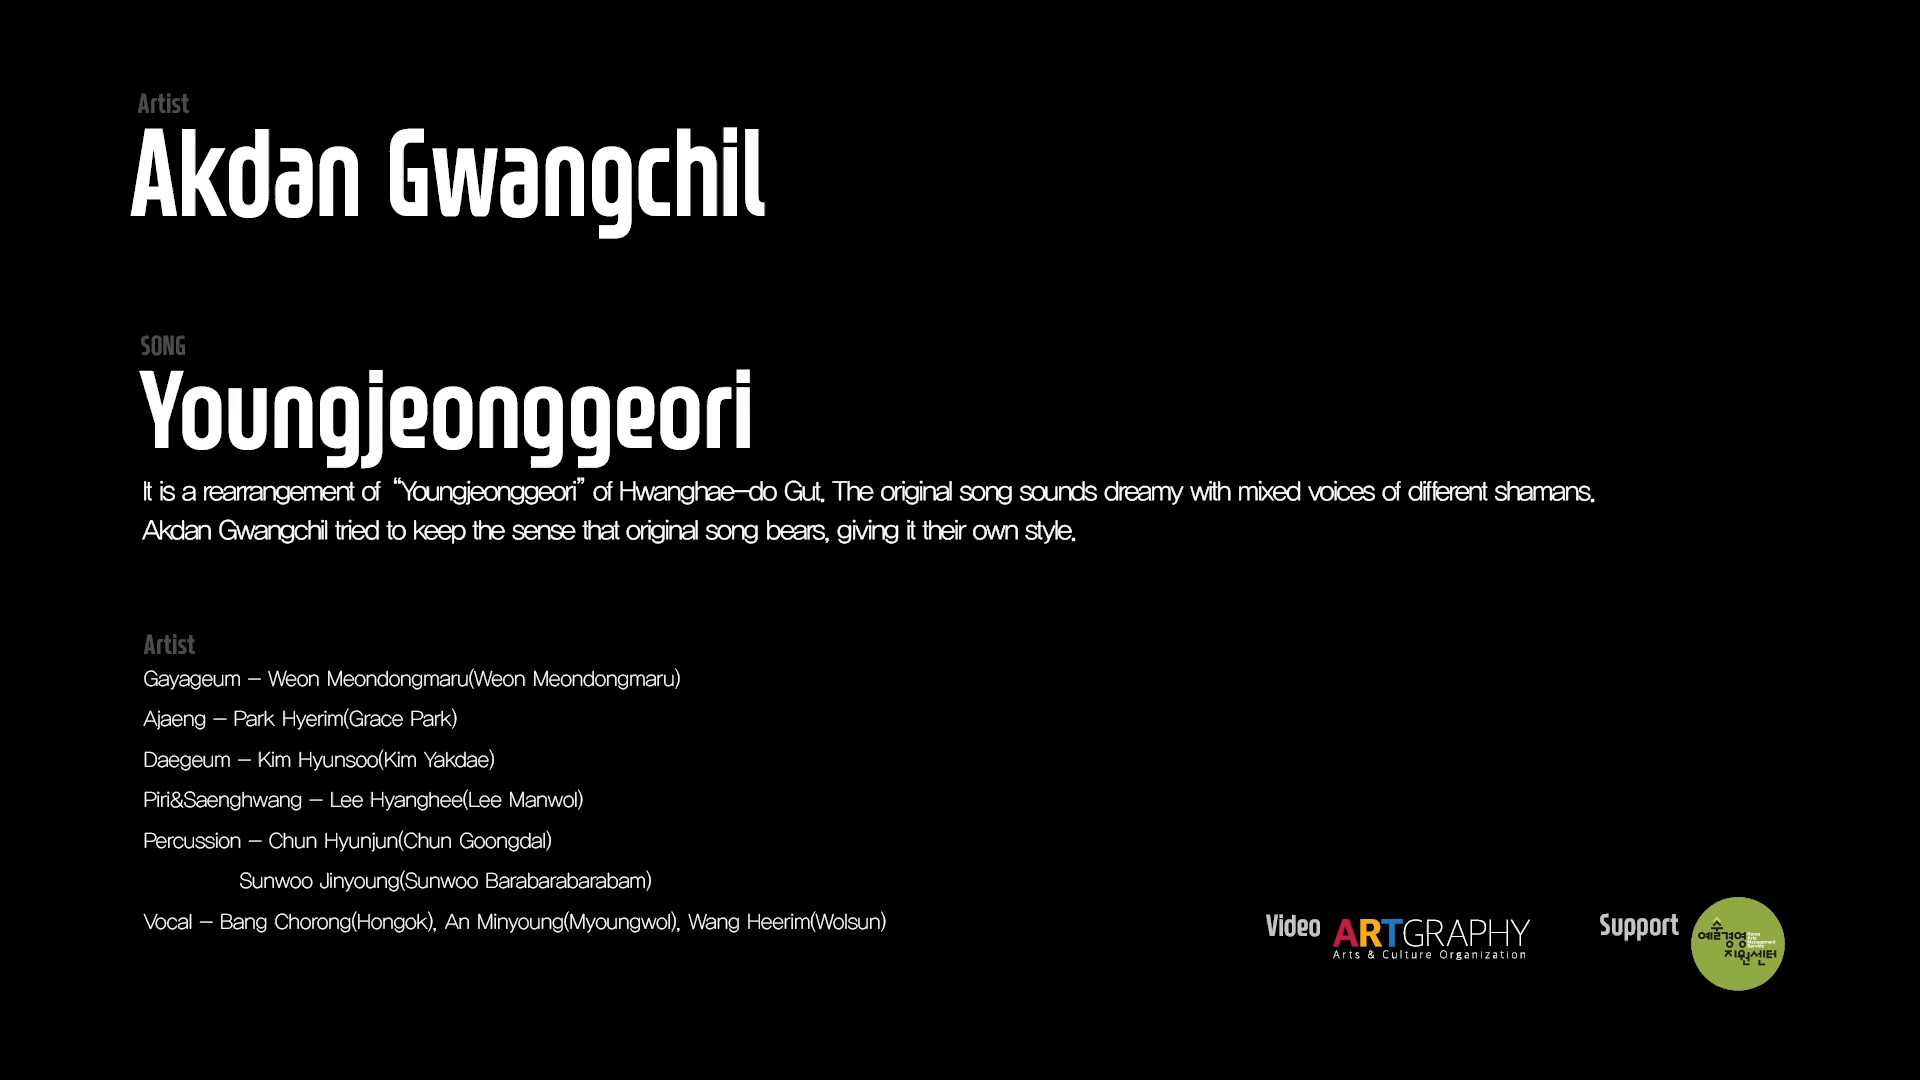 Artist
Akdan Gwangchil
SONG
Youngjeonggeori
It is a rearrangement of “Youngjeonggeori” of Hwanghae-do Gut. The original song sounds dreamy with mixed voices of different shamans.
Akdan Gwangchil tried to keep the sense that original song bears, giving it their own style.
Artist
Gayageum - Weon Meondongmaru(Weon Meondongmaru)
Ajaeng - Park Hyerim(Grace Park)
Daegeum - Kim Hyunsoo(Kim Yakdae)
Piri&Saenghwang - Lee Hyanghee(Lee Manwol)
Percussion - Chun Hyunjun(Chun Goongdal)
Sunwoo Jinyoung(Sunwoo Barabarabarabam)
Vocal - Bang Chorong(Hongok), An Minyoung(Myoungwol), Wang Heerim(Wolsun)
Video
ARTGRAPHY
Arts & Culture Organization
Support
예술경영
지원센터
Korea
Arts
Management
Service